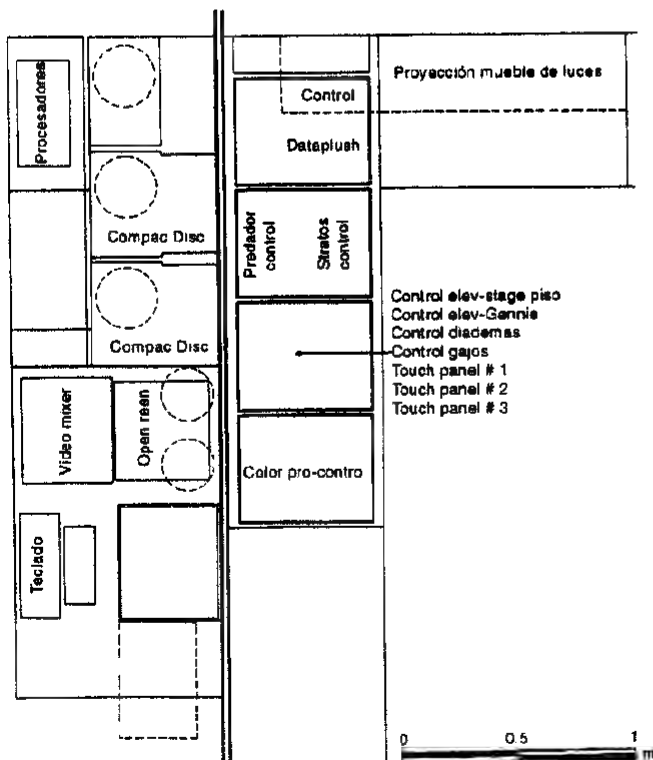 Procesadores
Compac Disc
Compac Disc
Video mixer
Open reen
Teclado
Control
Dataplush
Predador
control
Stratos
control
Color pro-contro
Proyección mueble de luces
Control elev-stage piso
Control elev-Gennie
Control diademas
Control gajos
Touch panel # 1
Touch panel # 2
Touch panel # 3
0 0.5 1
m